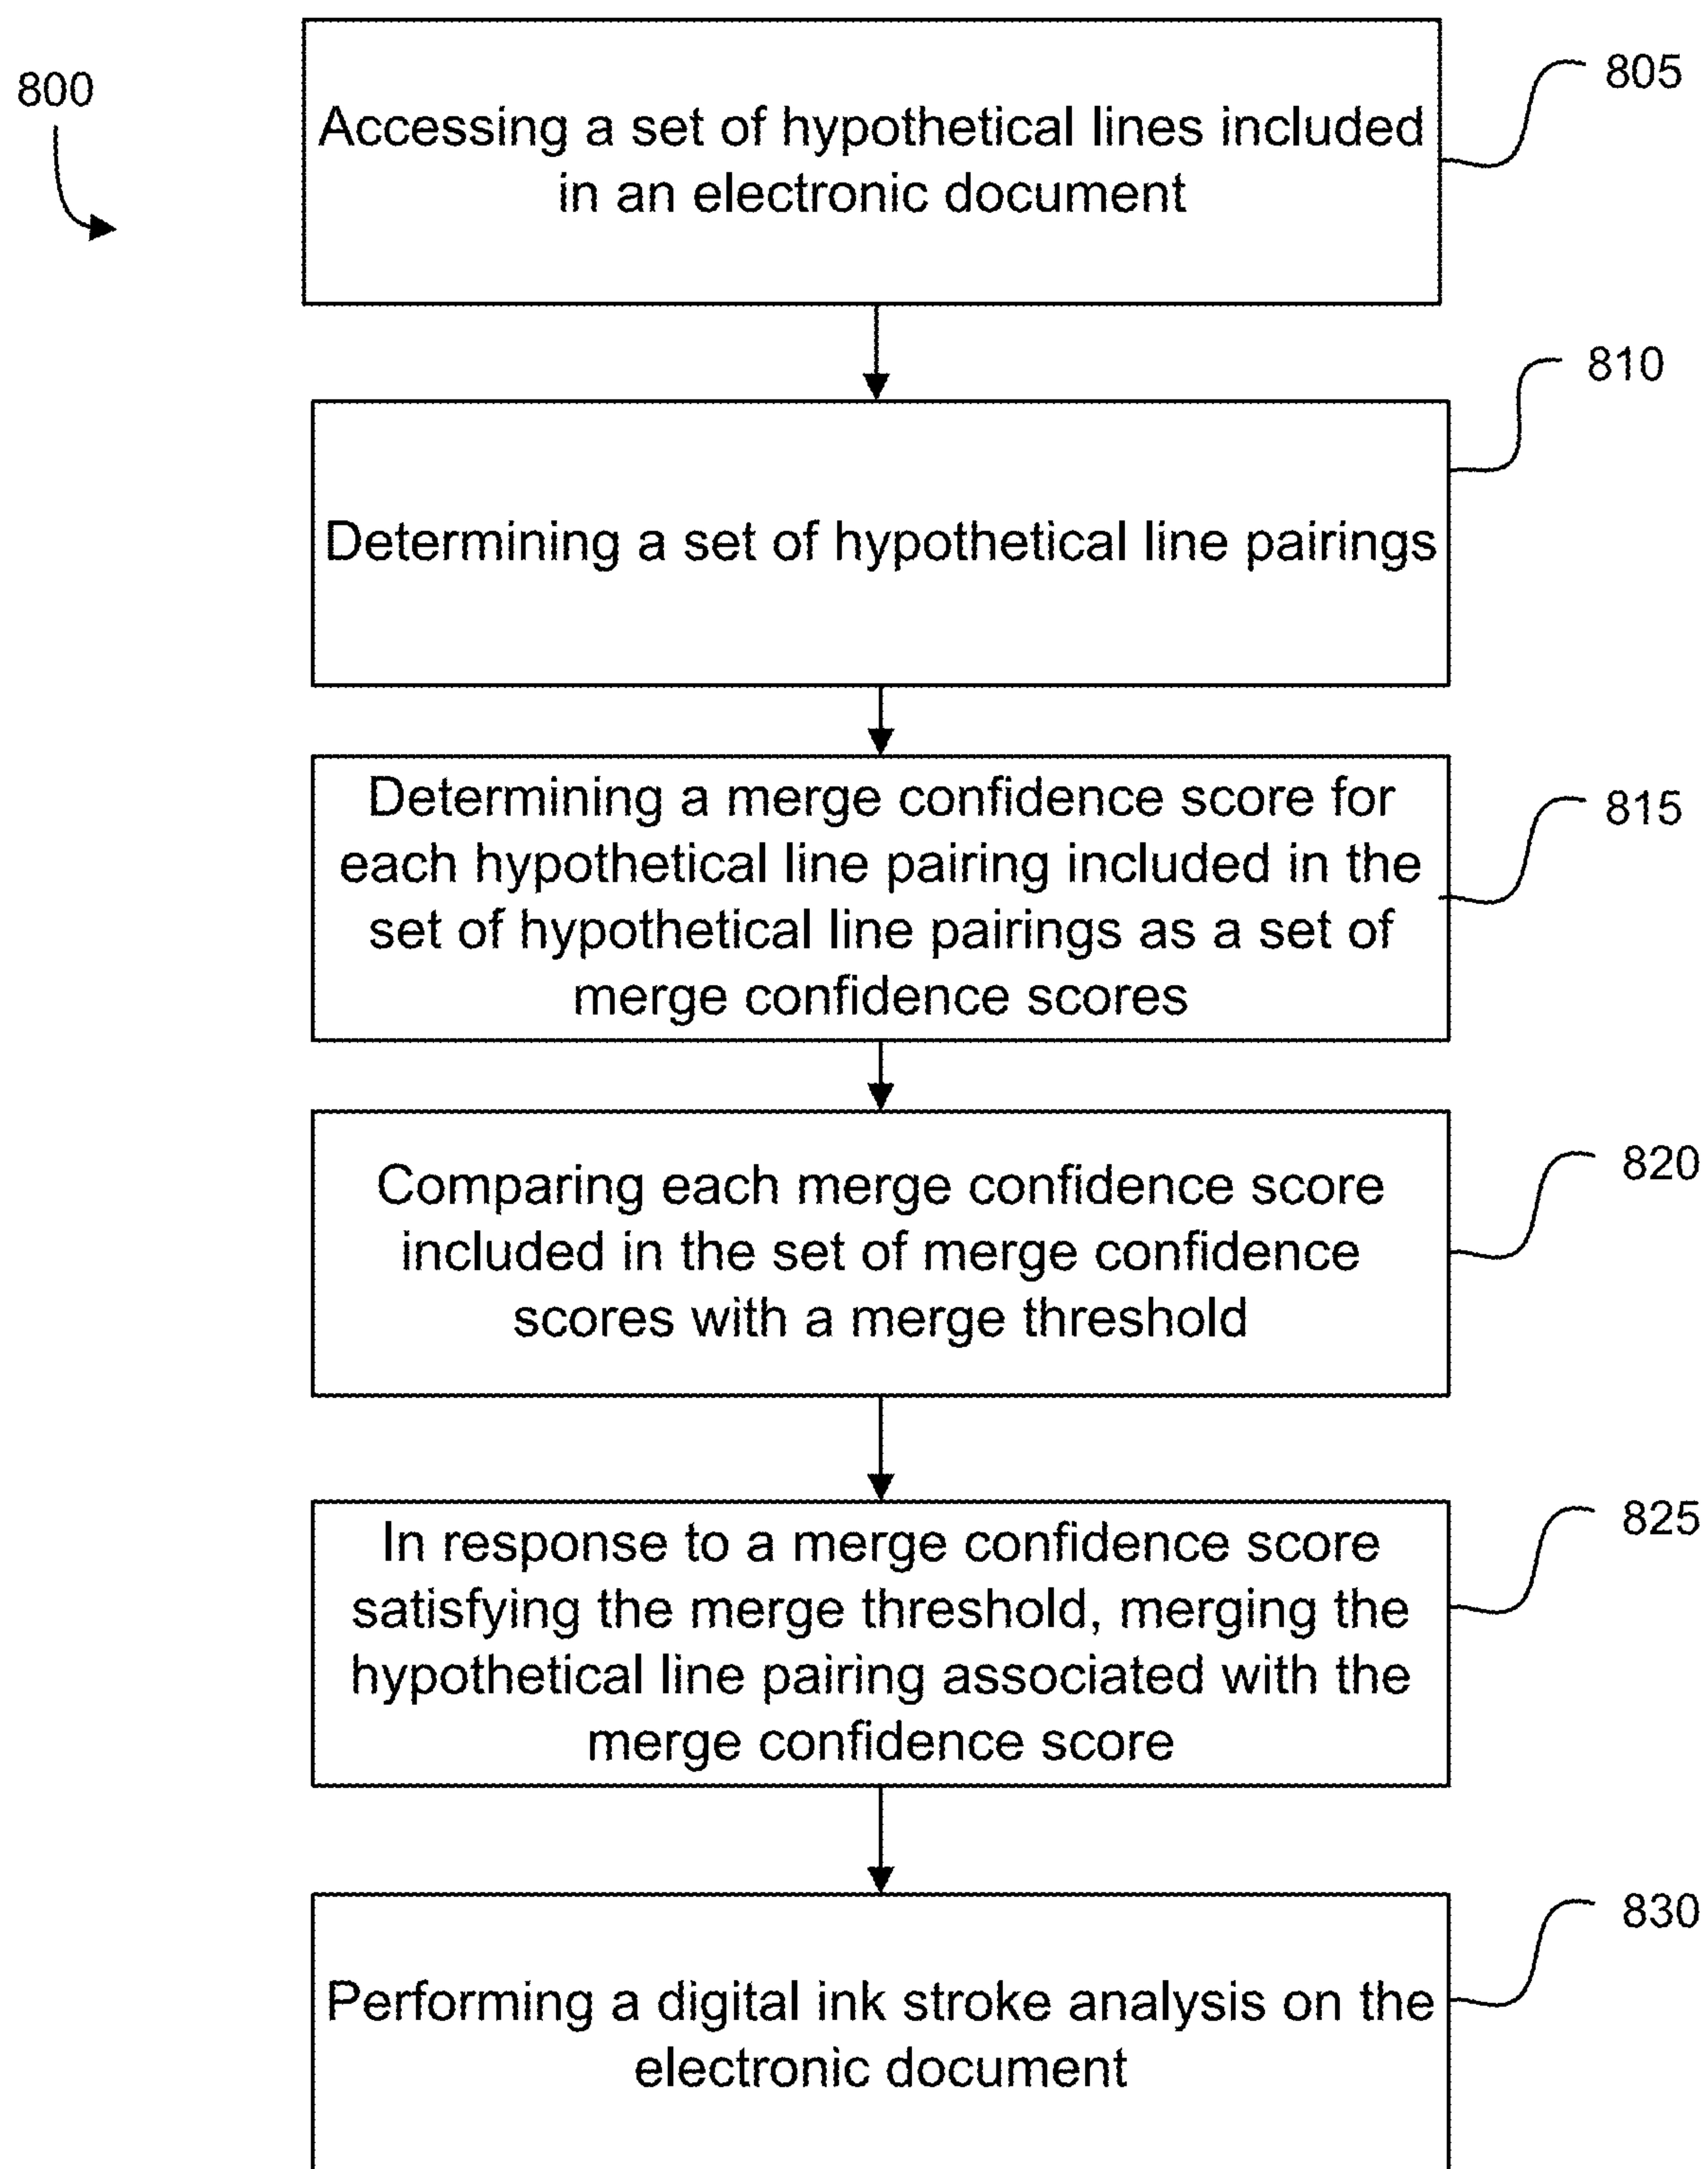 800
805
Accessing a set of hypothetical lines included
in an electronic document
810
Determining a set of hypothetical line pairings
Determining a merge confidence score for
each hypothetical line pairing included in the
set of hypothetical line pairings as a set of
merge confidence scores
815
Comparing each merge confidence score
included in the set of merge confidence
scores with a merge threshold
820
In response to a merge confidence score
satisfying the merge threshold, merging the
hypothetical line pairing associated with the
merge confidence score
825
830
Performing a digital ink stroke analysis on the
electronic document